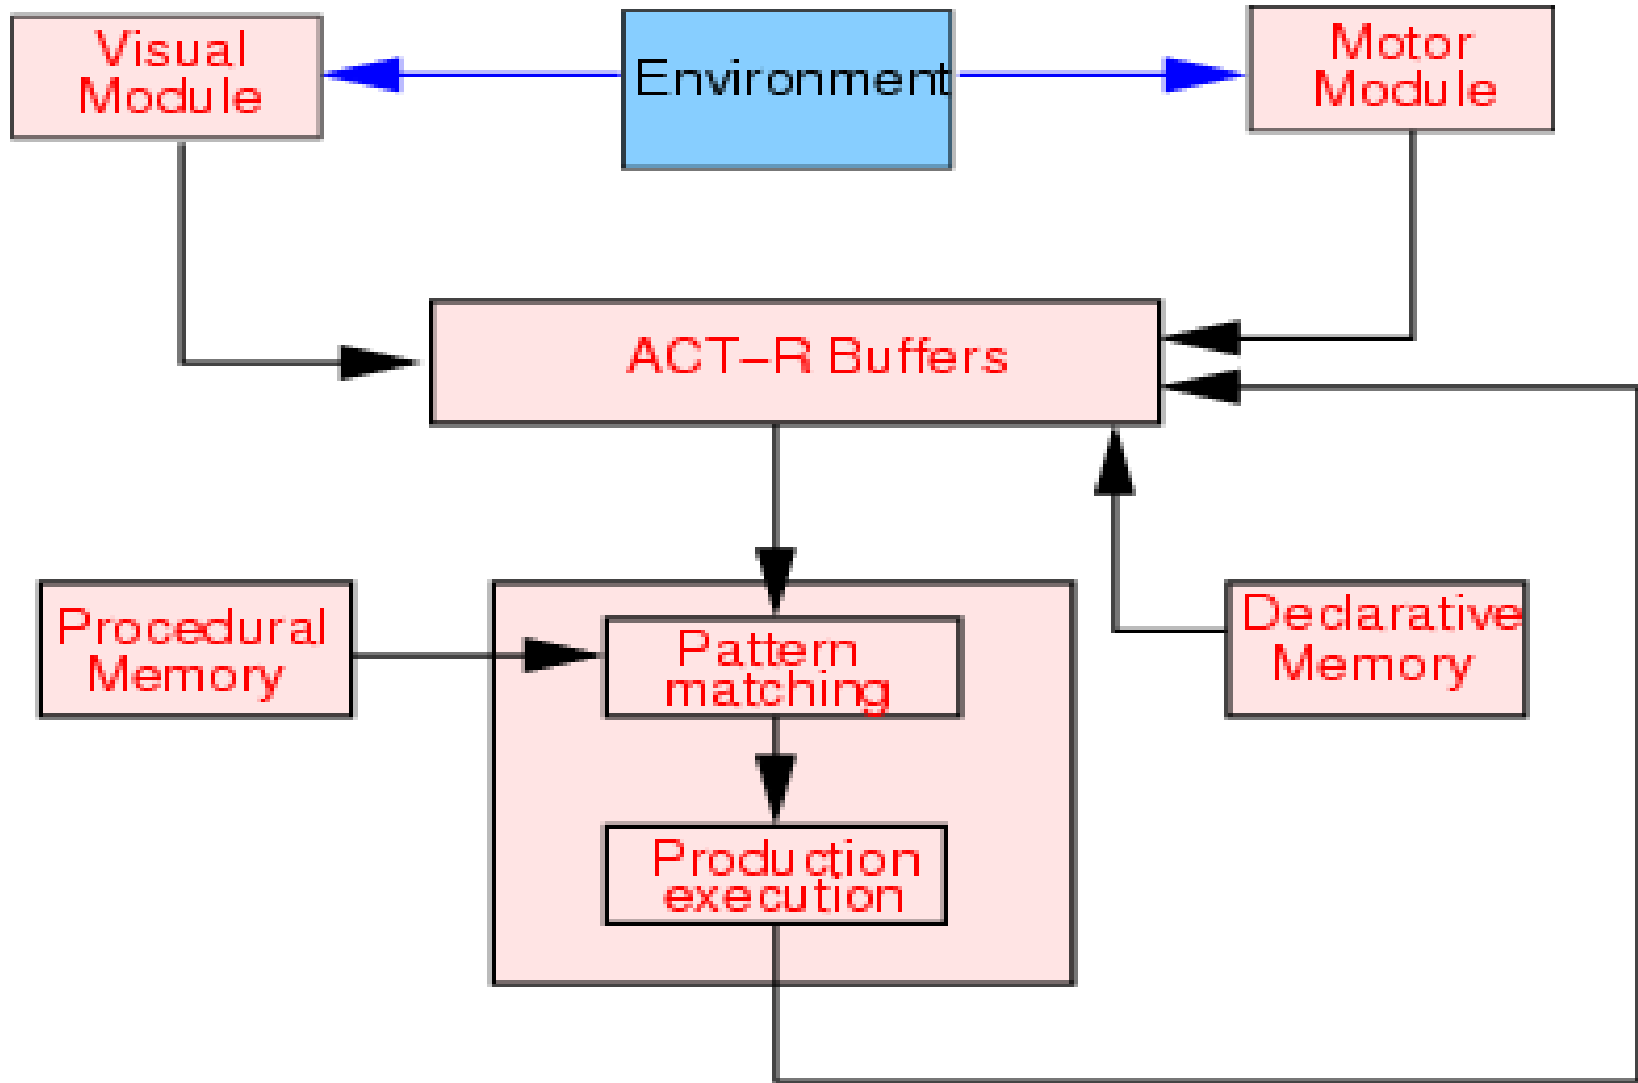 Visual
Module
Environment
Motor
Module
ACT–R Buffers
Procedural
Memory
Pattern
matching
Declarative
Memory
Production
execution